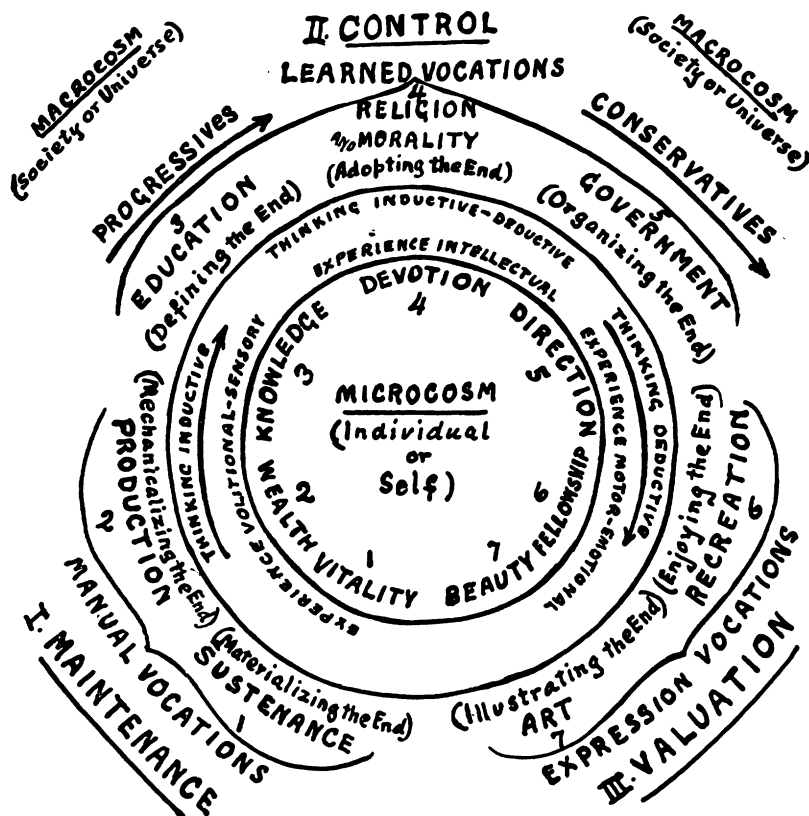 II. CONTROL
LEARNED VOCATIONS
MACROCOSM
(Society or Universe)
MACROCOSM
(Society or Universe)
PROGRESSIVES
CONSERVATIVES
4
RELIGION
MORALITY
(Adopting the End)
3
EDUCATION
(Defining the End)
5
GOVERNMENT
(Organizing the End)
THINKING INDUCTIVE-DEDUCTIVE
EXPERIENCE INTELLECTUAL
THINKING INDUCTIVE
EXPERIENCE VOLITIONAL-SENSORY
THINKING DEDUCTIVE
EXPERIENCE MOTOR-EMOTIONAL
VITALITY
1
WEALTH
2
KNOWLEDGE
3
DEVOTION
4
DIRECTION
5
FELLOWSHIP
6
BEAUTY
7
MICROCOSM
(Individual
or
Self)
(Mechanicalizing the End)
PRODUCTION
2
(Materializing the End)
SUSTENANCE
1
MANUAL VOCATIONS
I. MAINTENANCE
(Enjoying the End)
RECREATION
6
(Illustrating the End)
ART
7
EXPRESSION VOCATIONS
III. VALUATION